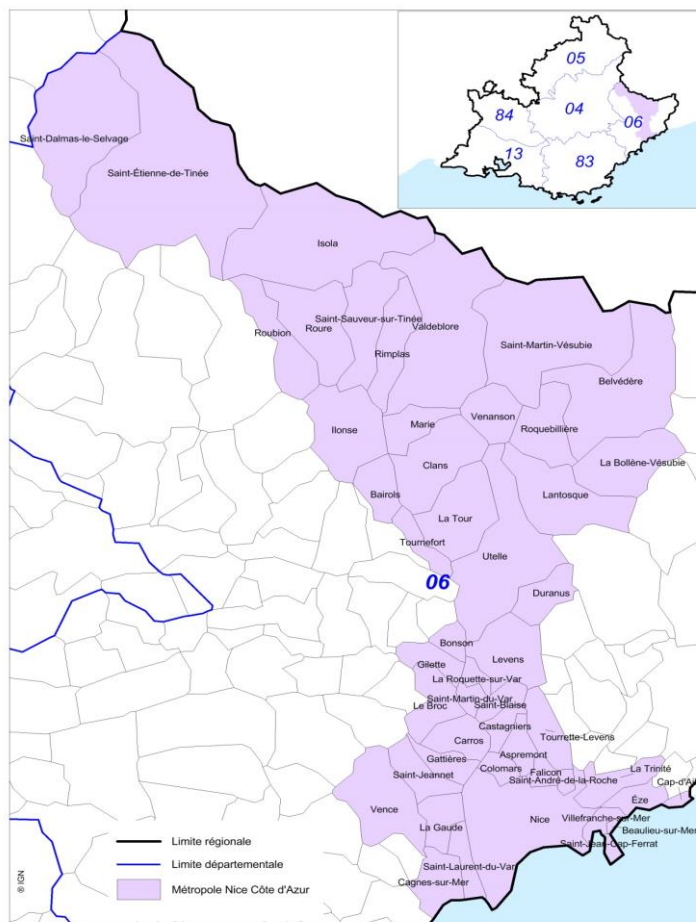 05
04
84
06
13
83
Saint-Dalmas-le-Selvage
Saint-Étienne-de-Tinée
Isola
Saint-Sauveur-sur-Tinée
Roubion
Roure
Valdeblore
Rimplas
Saint-Martin-Vésubie
Belvédère
Ilonse
Marie
Venanson
Roquebillière
Clans
La Bollène-Vésubie
Bairols
Lantosque
La Tour
Tournefort
Utelle
06
Duranus
Bonson
Levens
Gilette
La Roquette-sur-Var
Saint-Martin-du-Var
Le Broc
Saint-Blaise
Castagniers
Tourrette-Levens
Carros
Aspremont
Gattières
Colomars
Falicon
La Trinité
Saint-Jeannet
Saint-André-de-la-Roche
Cap-d'Ail
Èze
Vence
La Gaude
Nice
Villefranche-sur-Mer
Beaulieu-sur-Mer
Saint-Jean-Cap-Ferrat
Saint-Laurent-du-Var
Cagnes-sur-Mer
Limite régionale
Limite départementale
Métropole Nice Côte d'Azur
® IGN